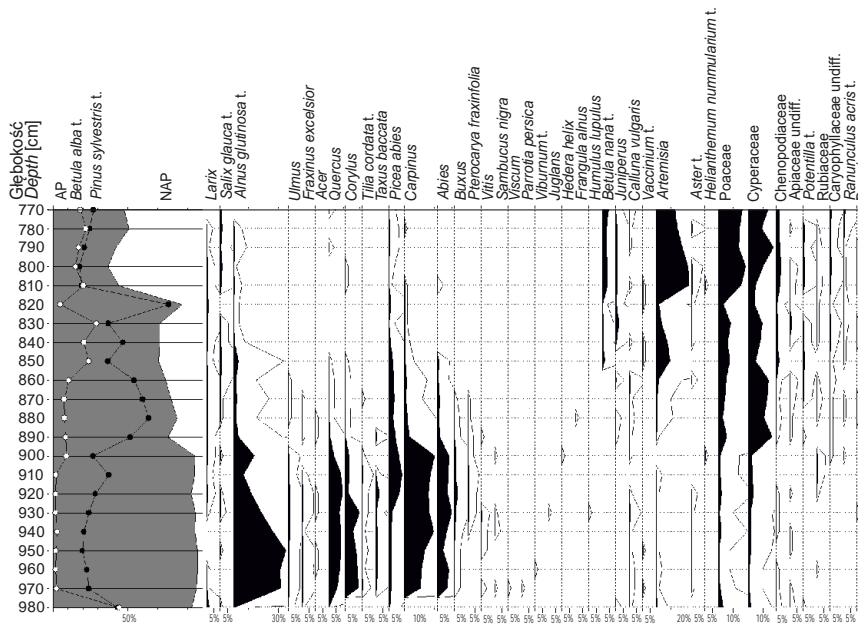 Głębokość
Depth [cm]
AP
Betula alba t.
Pinus sylvestris t.
NAP
Larix
Salix glauca t.
Alnus glutinosa t.
Ulmus
Fraxinus excelsior
Acer
Quercus
Corylus
Tilia cordata t.
Taxus baccata
Picea abies
Carpinus
Abies
Buxus
Pterocarya fraxinifolia
Vitis
Sambucus nigra
Viscum
Parrotia persica
Viburnum t.
Juglans
Hedera helix
Frangula alnus
Humulus lupulus
Betula nana t.
Juniperus
Calluna vulgaris
Vaccinium t.
Artemisia
Aster t.
Helianthemum nummularium t.
Poaceae
Cyperaceae
Chenopodiaceae
Apiaceae undiff.
Potentilla t.
Rubiaceae
Caryophyllaceae undiff.
Ranunculus acris t.
770
780
790
800
810
820
830
840
850
860
870
880
890
900
910
920
930
940
950
960
970
980
50% 5% 5% 10% 5% 5% 5% 5% 5% 5% 5% 5% 10% 5% 5% 5% 5% 5% 5% 5% 5% 5% 5% 5% 5% 5% 5% 5% 5% 20% 5% 5% 10% 10% 5% 5% 5% 5% 5% 5%